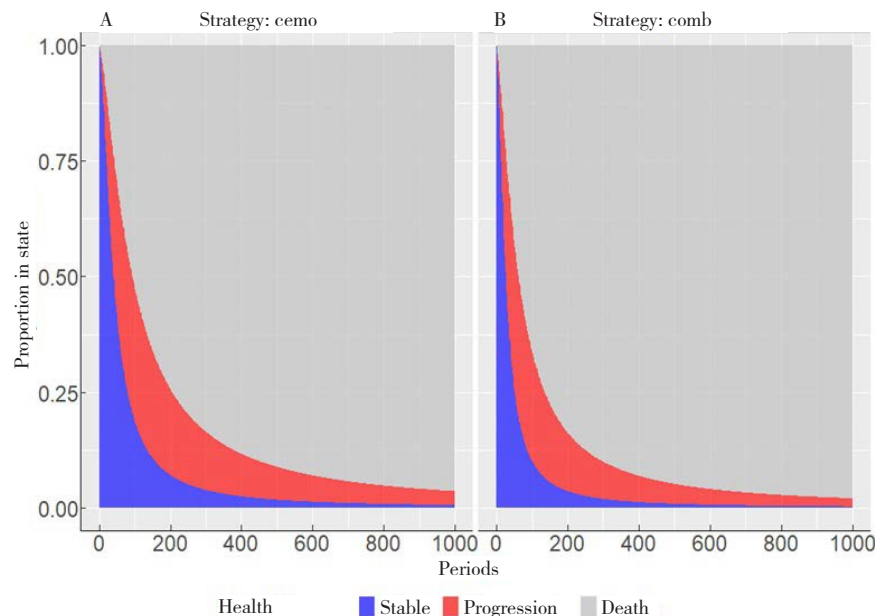 A Strategy: cemo
B Strategy: comb
Proportion in state
1.00
0.75
0.50
0.25
0.00
0 200 400 600 800 1000
0 200 400 600 800 1000
Periods
Health Stable Progression Death